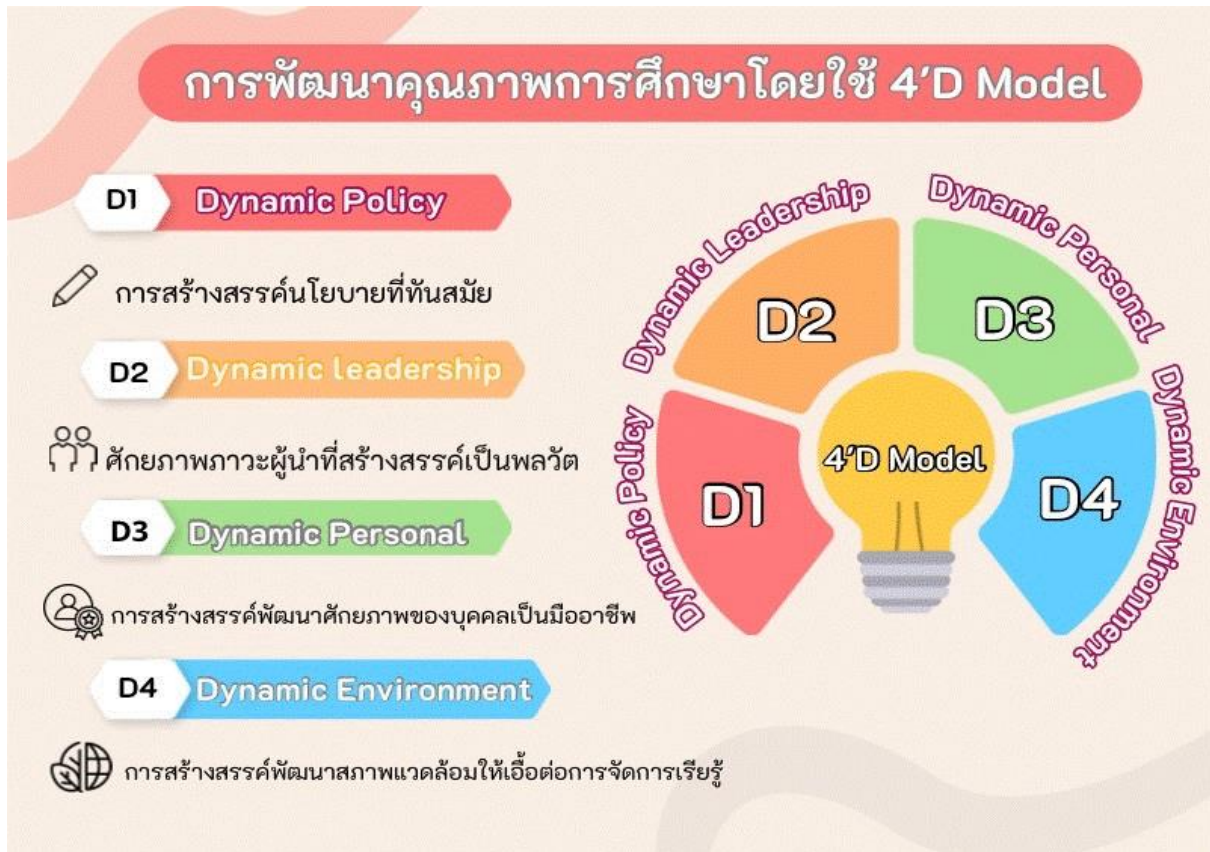 การพัฒนาคุณภาพการศึกษาโดยใช้ 4'D Model
D1 Dynamic Policy
การสร้างสรรค์นโยบายที่ทันสมัย
D2 Dynamic leadership
ศักยภาพภาวะผู้นำที่สร้างสรรค์เป็นพลวัต
D3 Dynamic Personal
การสร้างสรรค์พัฒนาศักยภาพของบุคคลเป็นมืออาชีพ
D4 Dynamic Environment
การสร้างสรรค์พัฒนาสภาพแวดล้อมให้เอื้อต่อการจัดการเรียรู้
Dynamic Policy
D1
Dynamic Leadership
D2
Dynamic Personal
D3
Dynamic Environment
D4
4'D Model